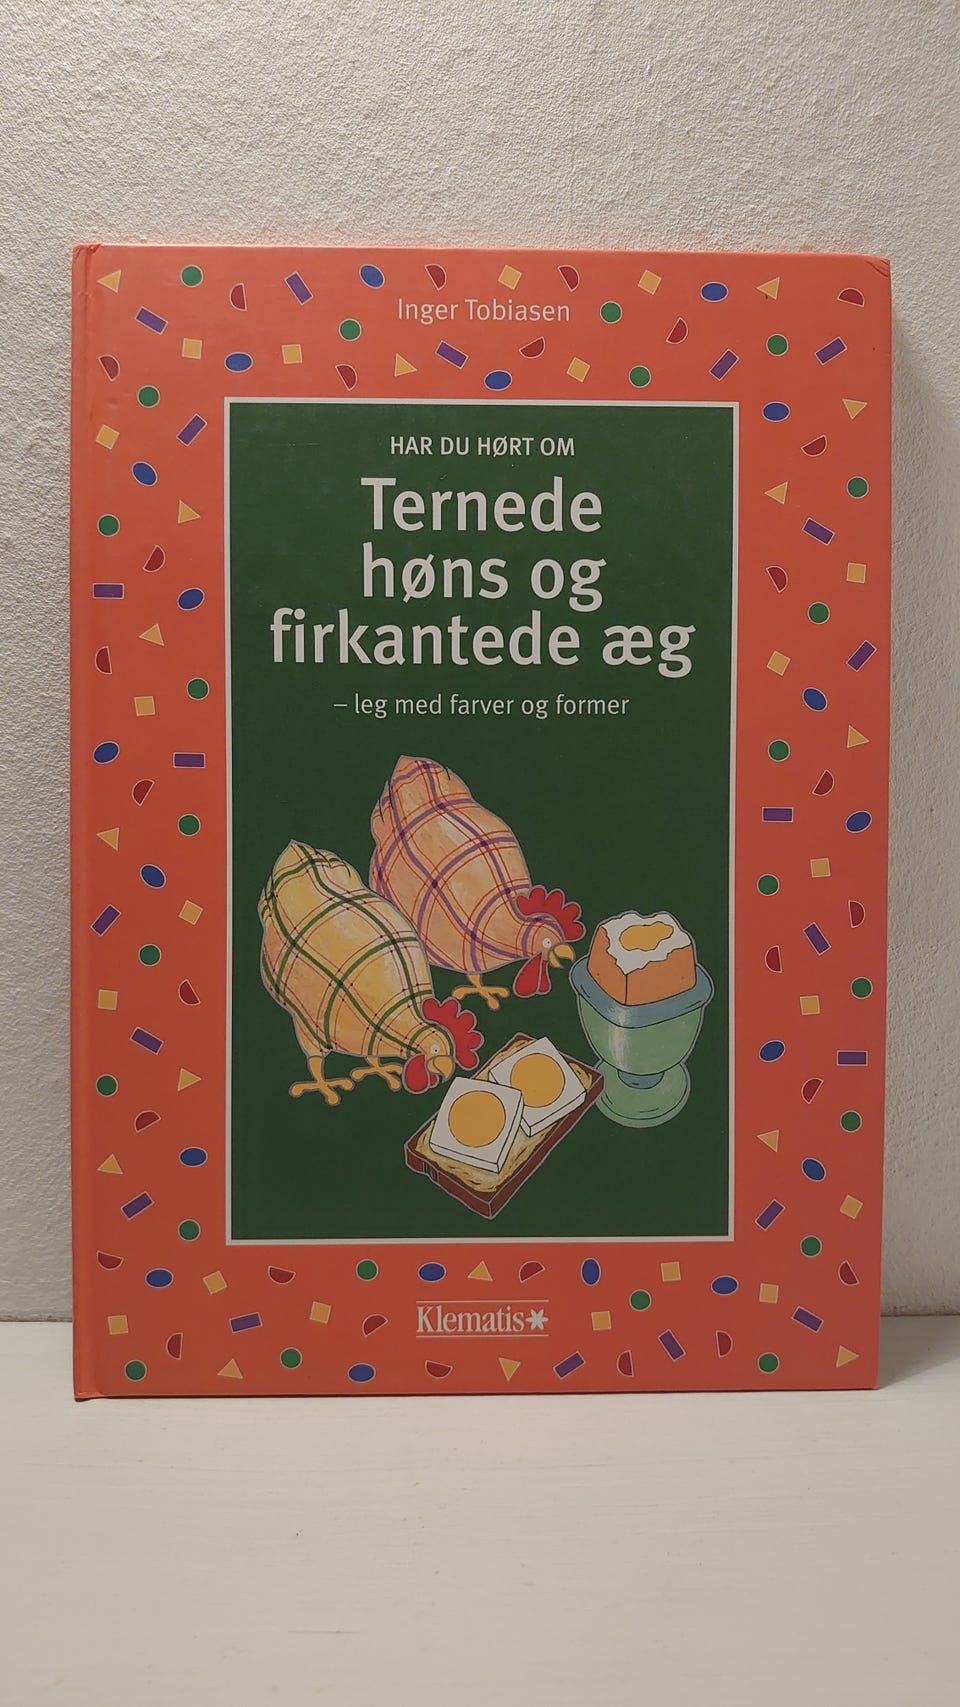 Inger Tobiasen
HAR DU HØRT OM
Ternede
høns og
firkantede æg
– leg med farver og former
Klematis